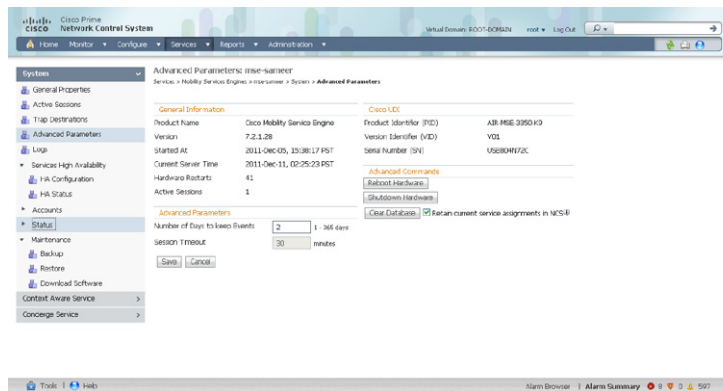 Cisco Prime
CISCO Network Control System
Virtual Domain: ROOT-DOMAIN root Log Out
Home Monitor Configure Services Reports Administration
System
General Properties
Active Sessions
Trap Destinations
Advanced Parameters
Logs
Services High Availability
HA Configuration
HA Status
Accounts
Status
Maintenance
Backup
Restore
Download Software
Context Aware Service
Concierge Service
Advanced Parameters: mse-sameer
Services > Mobility Services Engines > mse-sameer > System > Advanced Parameters
General Information
Product Name Cisco Mobility Service Engine
Version 7.2.1.28
Started At 2011-Dec-05, 15:38:17 PST
Current Server Time 2011-Dec-11, 02:25:23 PST
Hardware Restarts 41
Active Sessions 1
Advanced Parameters
Number of Days to keep Events 2 1 - 365 days
Session Timeout 30 minutes
Save Cancel
Cisco UDI
Product Identifier (PID) AIR-MSE-3350-K9
Version Identifier (VID) V01
Serial Number (SN) USE804N72C
Advanced Commands
Reboot Hardware
Shutdown Hardware
Clear Database Retain current service assignments in NCS
Tools Help
Alarm Browser Alarm Summary 8 0 597